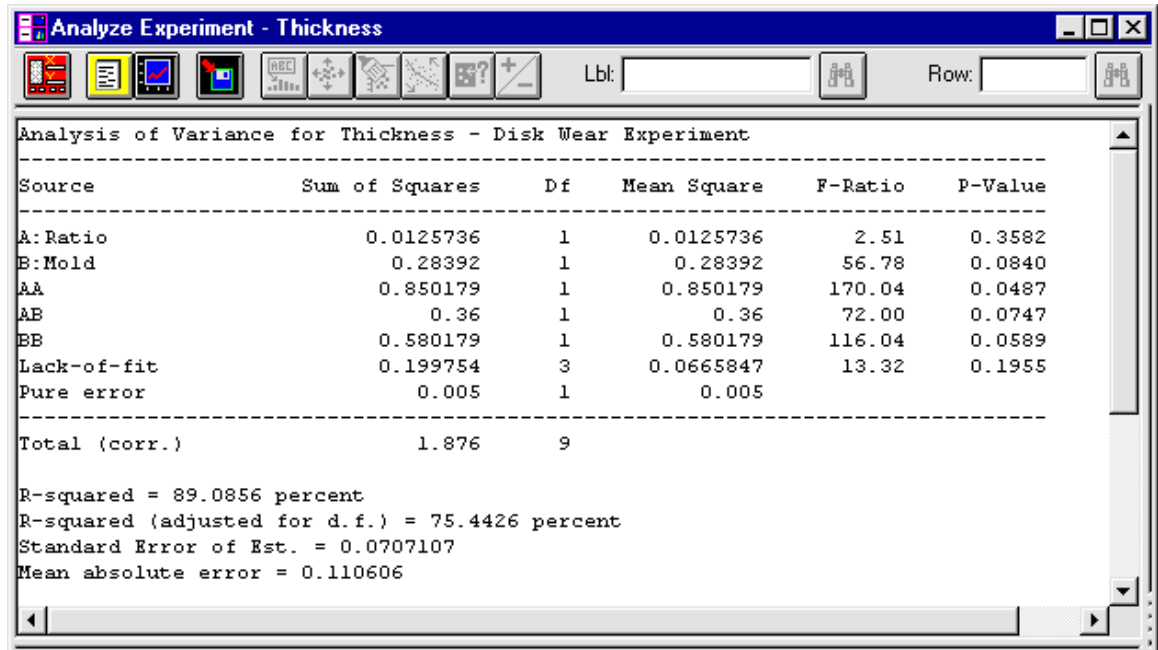 Analyze Experiment - Thickness
ABC Lbl: Row:
Analysis of Variance for Thickness - Disk Wear Experiment
--------------------------------------------------------------------------------
Source Sum of Squares Df Mean Square F-Ratio P-Value
--------------------------------------------------------------------------------
A:Ratio 0.0125736 1 0.0125736 2.51 0.3582
B:Mold 0.28392 1 0.28392 56.78 0.0840
AA 0.850179 1 0.850179 170.04 0.0487
AB 0.36 1 0.36 72.00 0.0747
BB 0.580179 1 0.580179 116.04 0.0589
Lack-of-fit 0.199754 3 0.0665847 13.32 0.1955
Pure error 0.005 1 0.005
--------------------------------------------------------------------------------
Total (corr.) 1.876 9
R-squared = 89.0856 percent
R-squared (adjusted for d.f.) = 75.4426 percent
Standard Error of Est. = 0.0707107
Mean absolute error = 0.110606